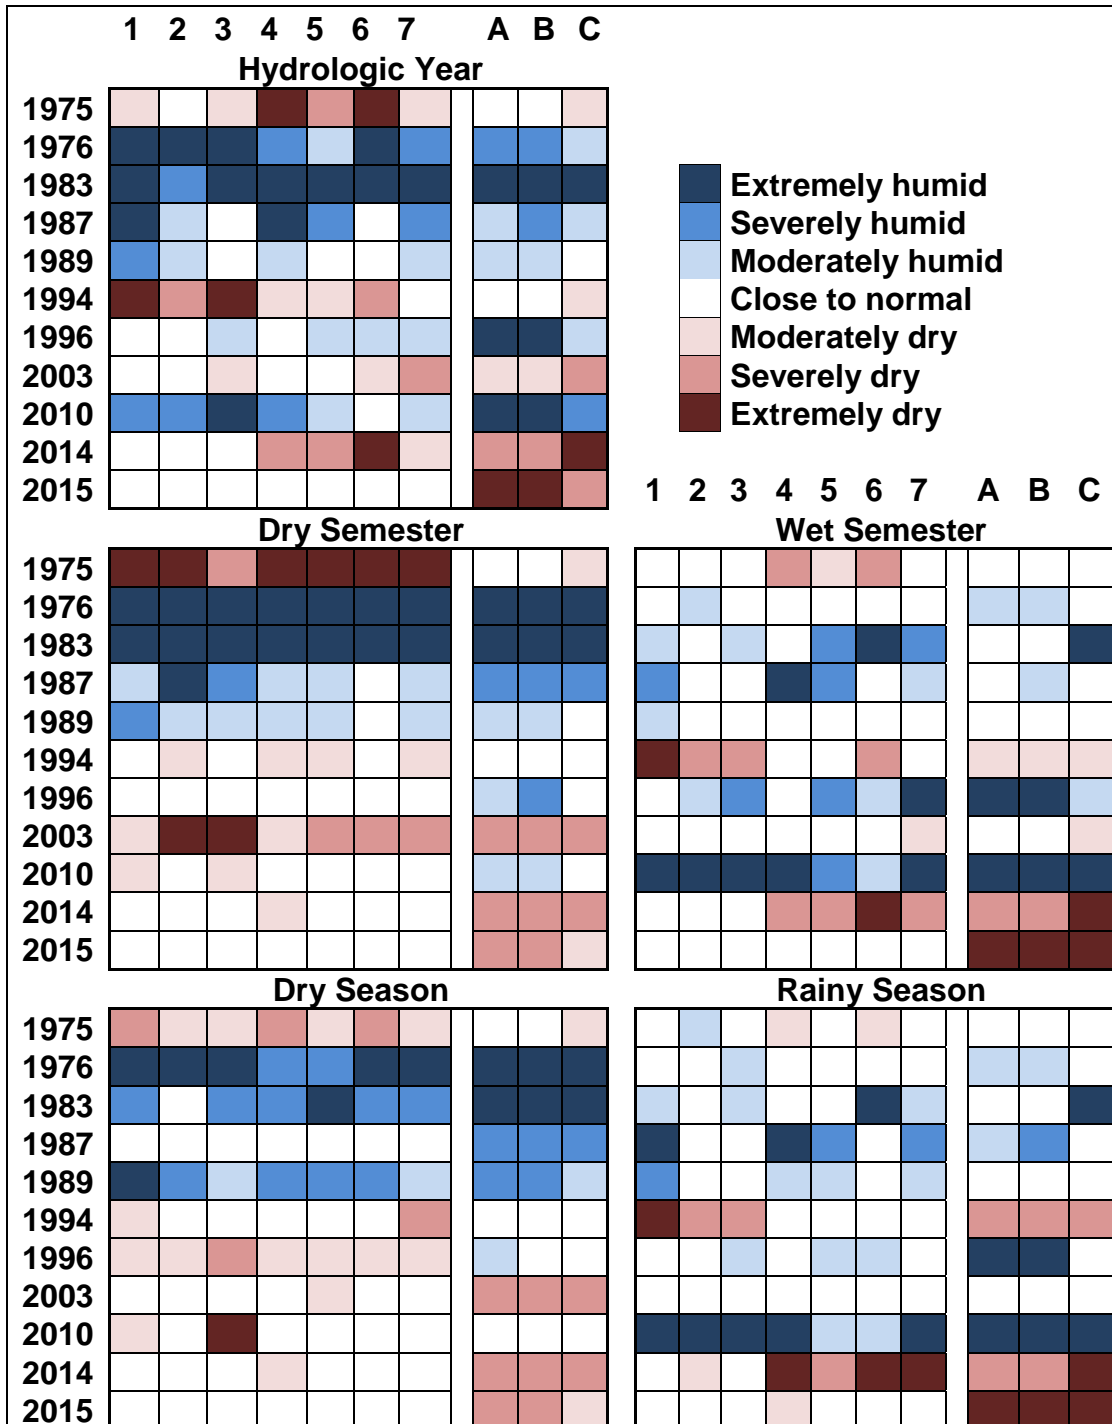 1 2 3 4 5 6 7 A B C
Hydrologic Year
1975
1976
1983
1987
1989
1994
1996
2003
2010
2014
2015
Extremely humid
Severely humid
Moderately humid
Close to normal
Moderately dry
Severely dry
Extremely dry
1 2 3 4 5 6 7 A B C
Dry Semester Wet Semester
1975
1976
1983
1987
1989
1994
1996
2003
2010
2014
2015
Dry Season Rainy Season
1975
1976
1983
1987
1989
1994
1996
2003
2010
2014
2015